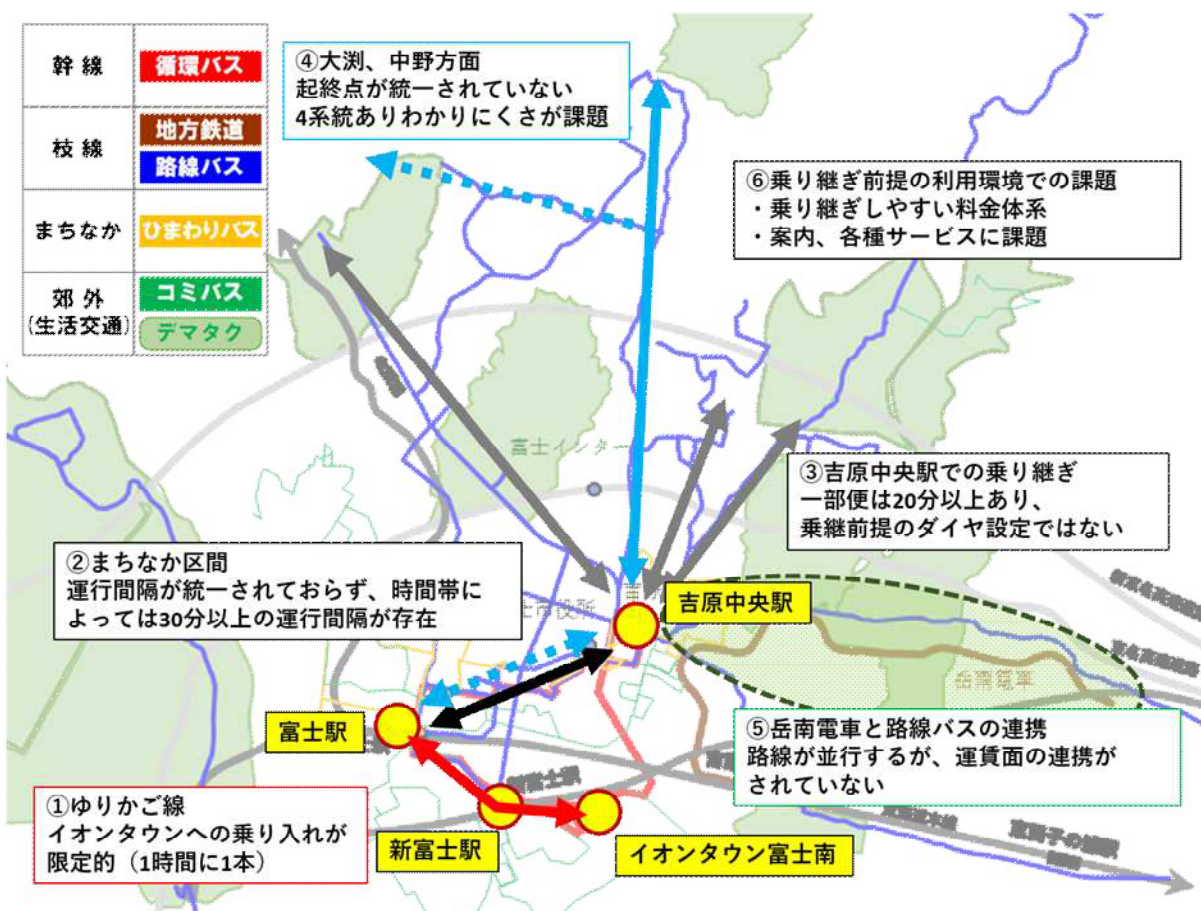 幹線
循環バス
枝線
地方鉄道
路線バス
まちなか
ひまわりバス
郊外
(生活交通)
コミバス
デマタク
④大渕、中野方面
起終点が統一されていない
4系統ありわかりにくさが課題
⑥乗り継ぎ前提の利用環境での課題
・乗り継ぎしやすい料金体系
・案内、各種サービスに課題
富士インター
③吉原中央駅での乗り継ぎ
一部便は20分以上あり、
乗継前提のダイヤ設定ではない
②まちなか区間
運行間隔が統一されておらず、時間帯に
よっては30分以上の運行間隔が存在
士市役所
吉原中央駅
岳南電車
富士駅
⑤岳南電車と路線バスの連携
路線が並行するが、運賃面の連携が
されていない
①ゆりかご線
イオンタウンへの乗り入れが
限定的（1時間に1本）
新富士駅
イオンタウン富士南